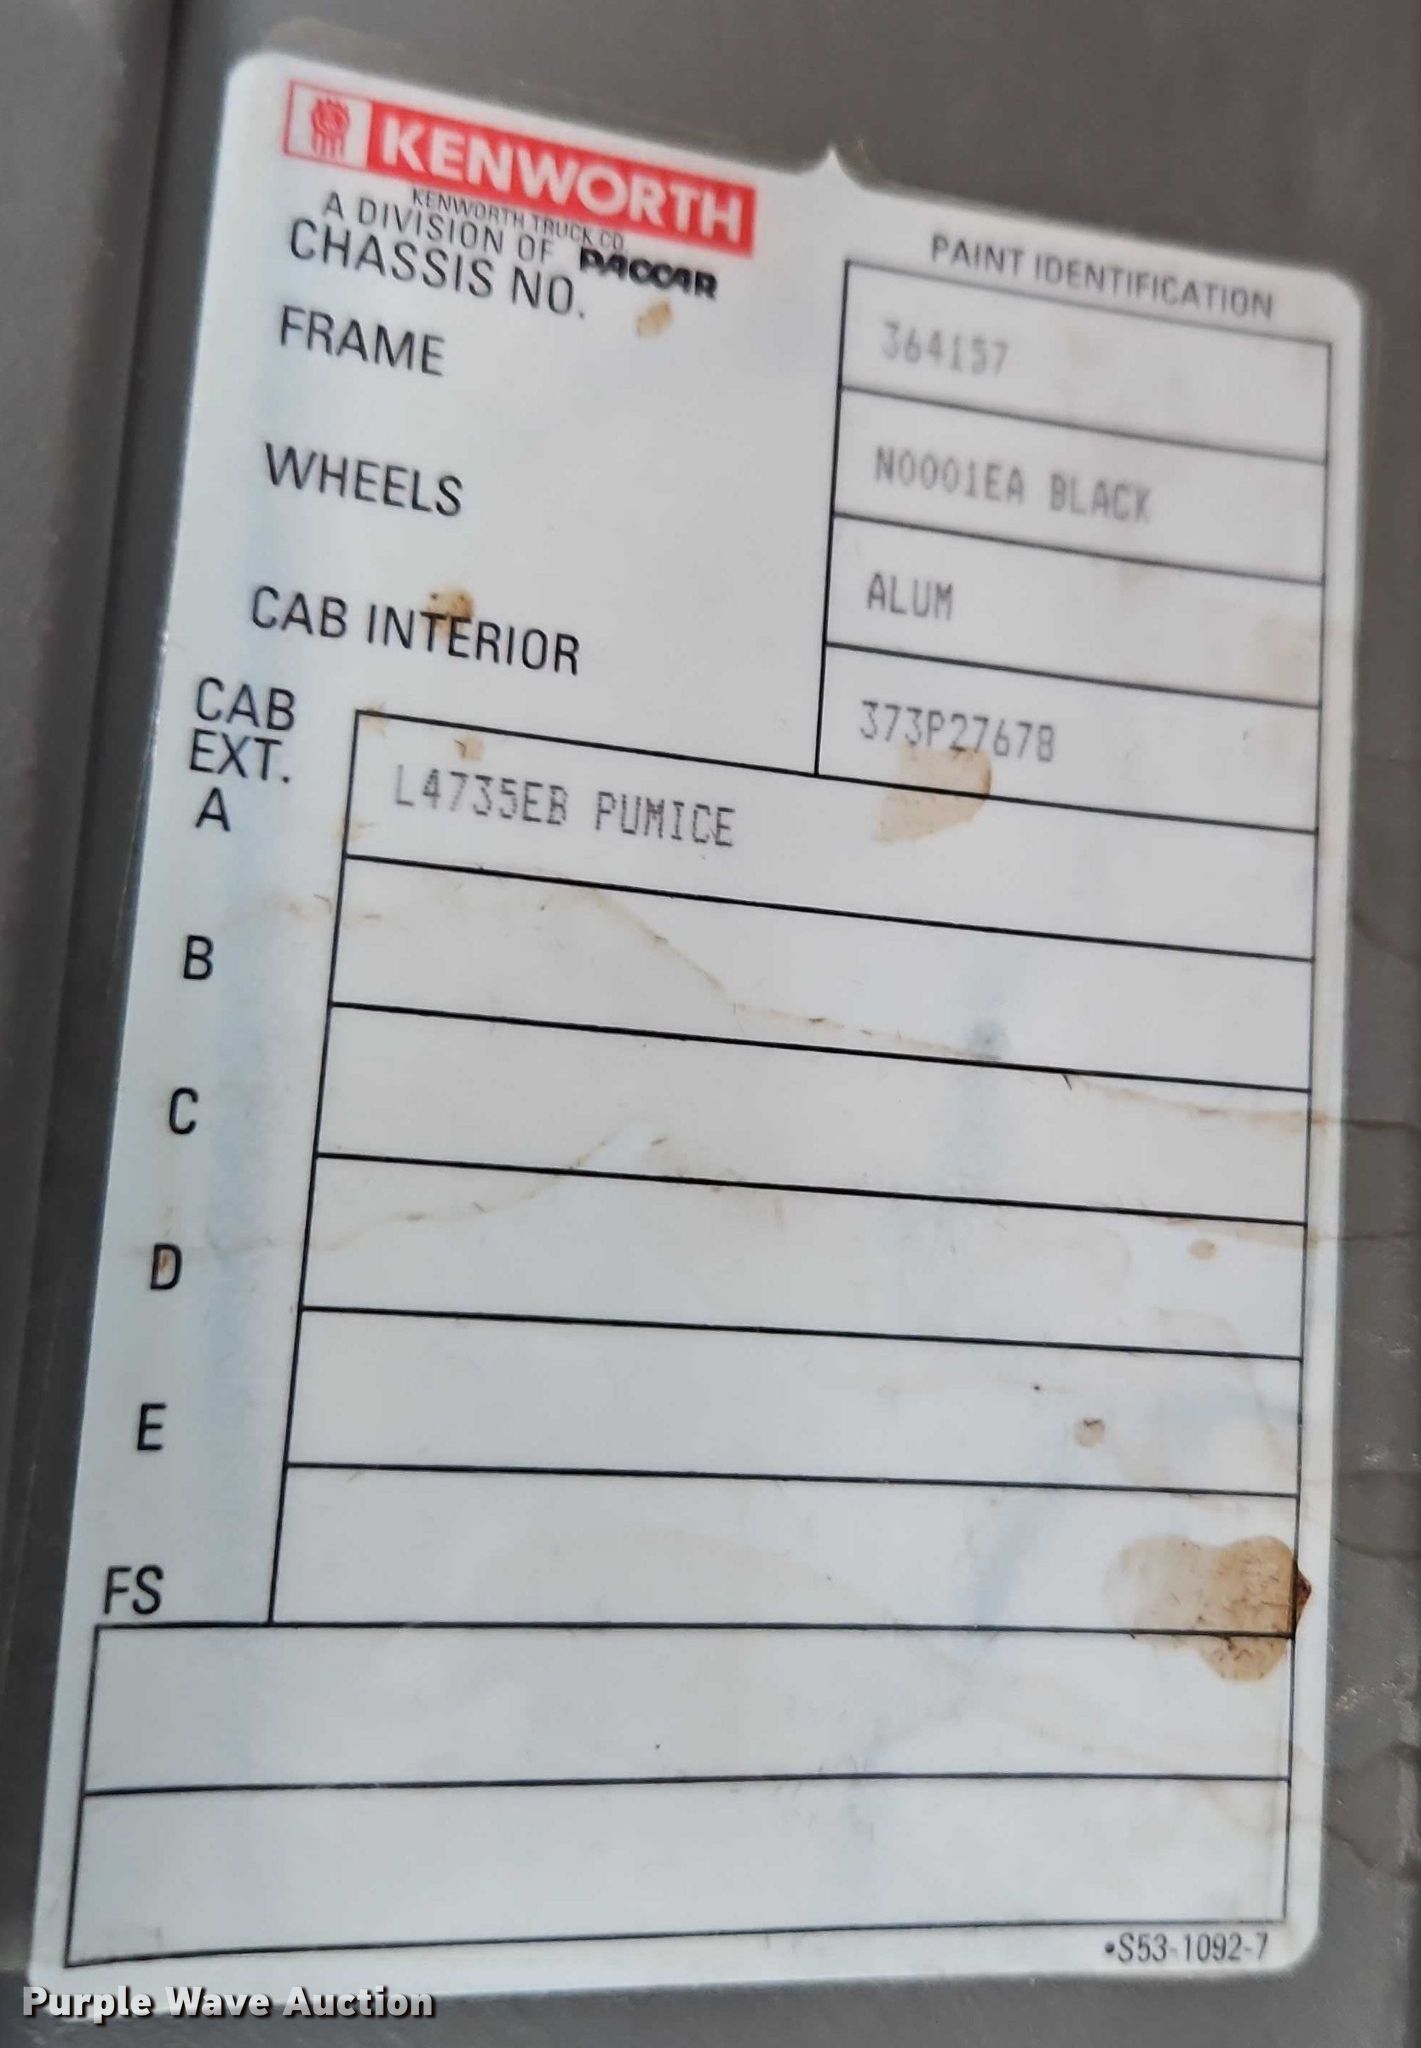 KENWORTH
KENWORTH TRUCK CO.
A DIVISION OF PACCAR
PAINT IDENTIFICATION
CHASSIS NO. 364157
FRAME N0001EA BLACK
WHEELS ALUM
CAB INTERIOR 373P27678
CAB
EXT.
A L4735EB PUMICE
B
C
D
E
FS
•S53-1092-7
Purple Wave Auction